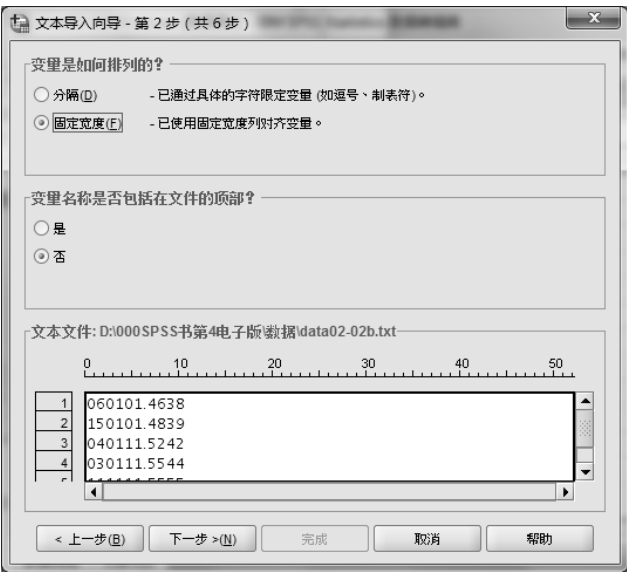 文本导入向导 - 第 2 步 ( 共 6 步 )
变量是如何排列的?
分隔(D) - 已通过具体的字符限定变量 (如逗号、制表符)。
固定宽度(F) - 已使用固定宽度列对齐变量。
变量名称是否包括在文件的顶部?
是
否
文本文件: D:\000SPSS书第4电子版\数据\data02-02b.txt
0 10 20 30 40 50
1 060101.4638
2 150101.4839
3 040111.5242
4 030111.5544
< 上一步(B) 下一步 >(N) 完成 取消 帮助